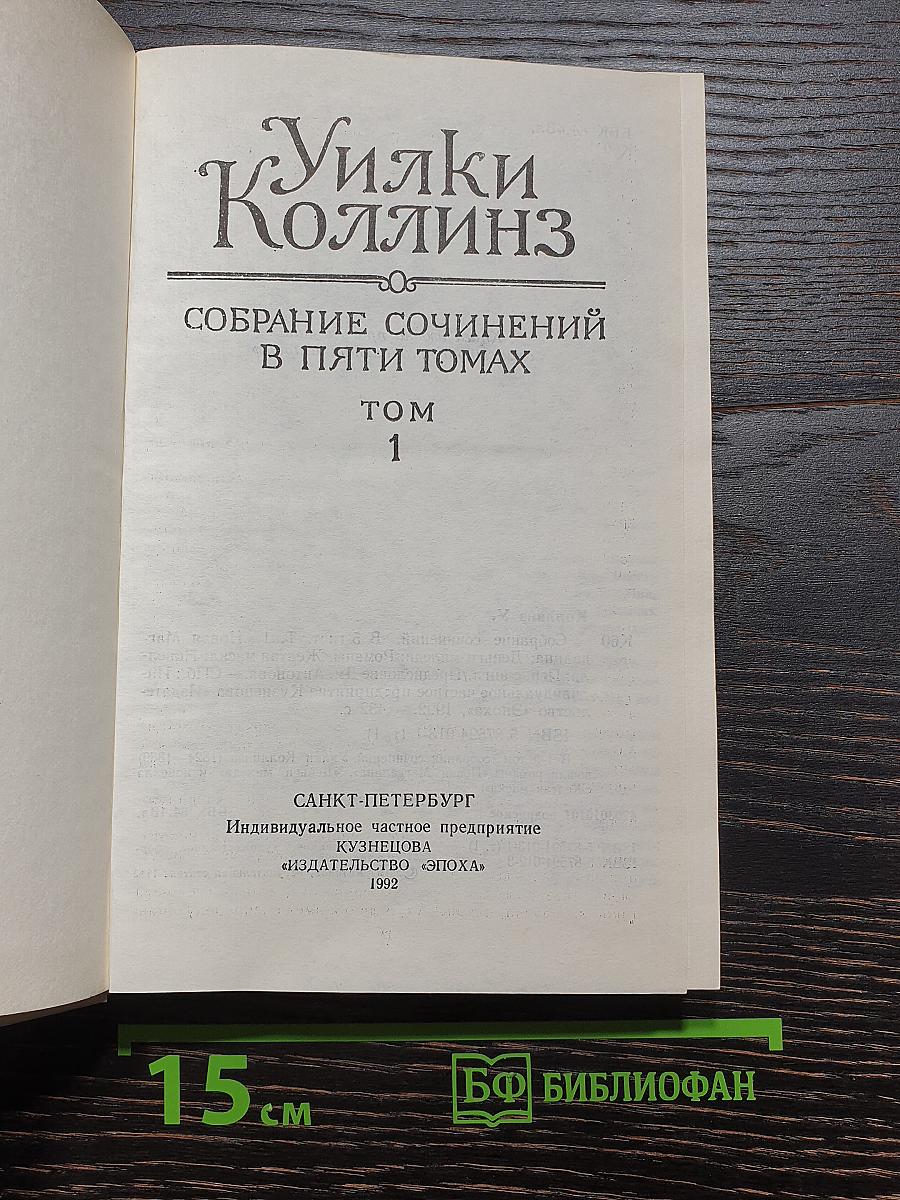 Уилки
Коллинз
СОБРАНИЕ СОЧИНЕНИЙ
В ПЯТИ ТОМАХ
ТОМ
1
САНКТ-ПЕТЕРБУРГ
Индивидуальное частное предприятие
КУЗНЕЦОВА
«ИЗДАТЕЛЬСТВО «ЭПОХА»
1992
15 см
БФ БИБЛИОФАН